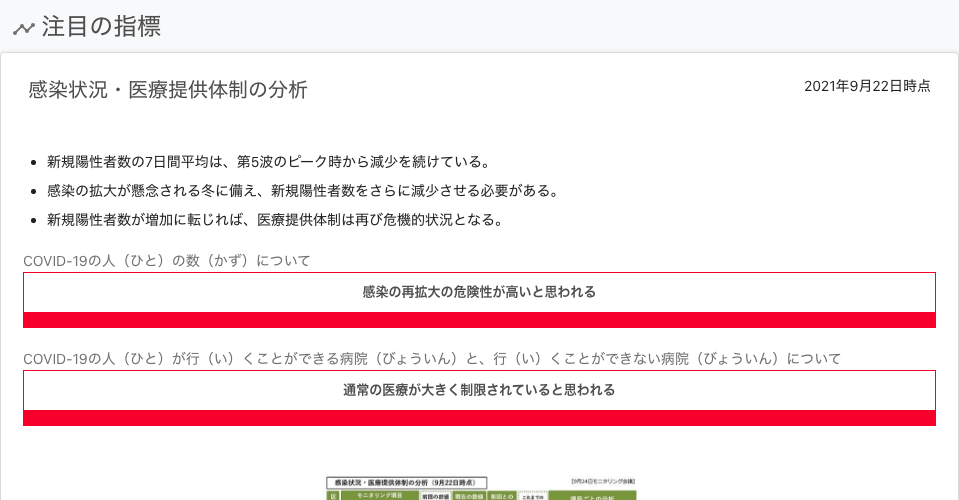 注目の指標
感染状況・医療提供体制の分析
2021年9月22日時点
新規陽性者数の7日間平均は、第5波のピーク時から減少を続けている。
感染の拡大が懸念される冬に備え、新規陽性者数をさらに減少させる必要がある。
新規陽性者数が増加に転じれば、医療提供体制は再び危機的状況となる。
COVID-19の人（ひと）の数（かず）について
感染の再拡大の危険性が高いと思われる
COVID-19の人（ひと）が行（い）くことができる病院（びょういん）と、行（い）くことができない病院（びょういん）について
通常の医療が大きく制限されていると思われる
感染状況・医療提供体制の分析（9月22日時点）
【9月24日モニタリング会議】
区 モニタリング項目 前回の数値 現在の数値 前回との これまでの 項目ごとの分析